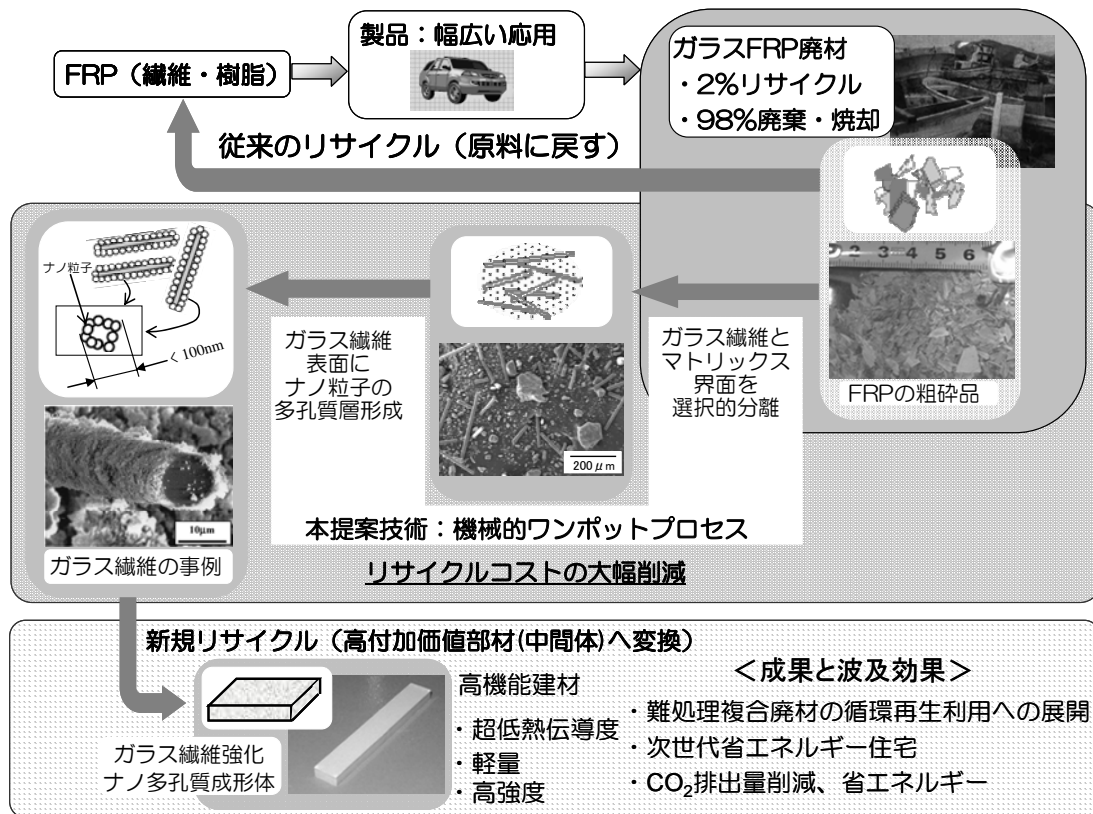 FRP（繊維・樹脂）
製品：幅広い応用
ガラスFRP廃材
・2%リサイクル
・98%廃棄・焼却
従来のリサイクル（原料に戻す）
2 3 4 5 6
FRPの粗砕品
ガラス繊維と
マトリックス
界面を
選択的分離
200μm
ガラス繊維
表面に
ナノ粒子の
多孔質層形成
ナノ粒子
＜100nm
10μm
ガラス繊維の事例
本提案技術：機械的ワンポットプロセス
リサイクルコストの大幅削減
新規リサイクル（高付加価値部材(中間体)へ変換）
ガラス繊維強化
ナノ多孔質成形体
高機能建材
・超低熱伝導度
・軽量
・高強度
＜成果と波及効果＞
・難処理複合廃材の循環再生利用への展開
・次世代省エネルギー住宅
・CO₂排出量削減、省エネルギー